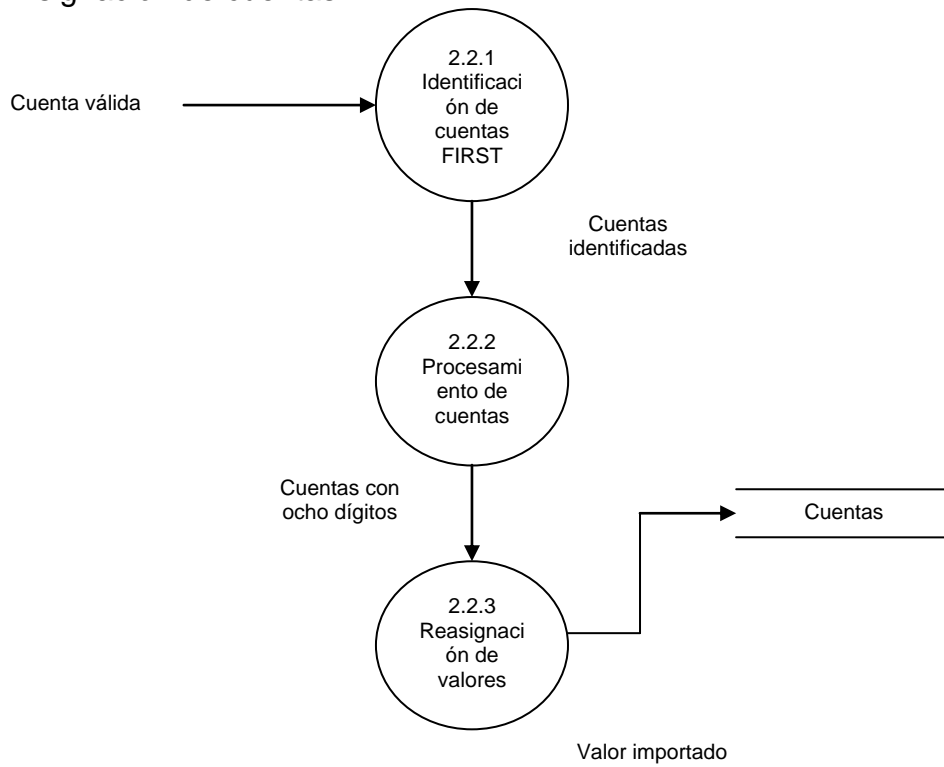 Cuenta válida
2.2.1
Identificaci
ón de
cuentas
FIRST
Cuentas
identificadas
2.2.2
Procesami
ento de
cuentas
Cuentas con
ocho dígitos
Cuentas
2.2.3
Reasignaci
ón de
valores
Valor importado